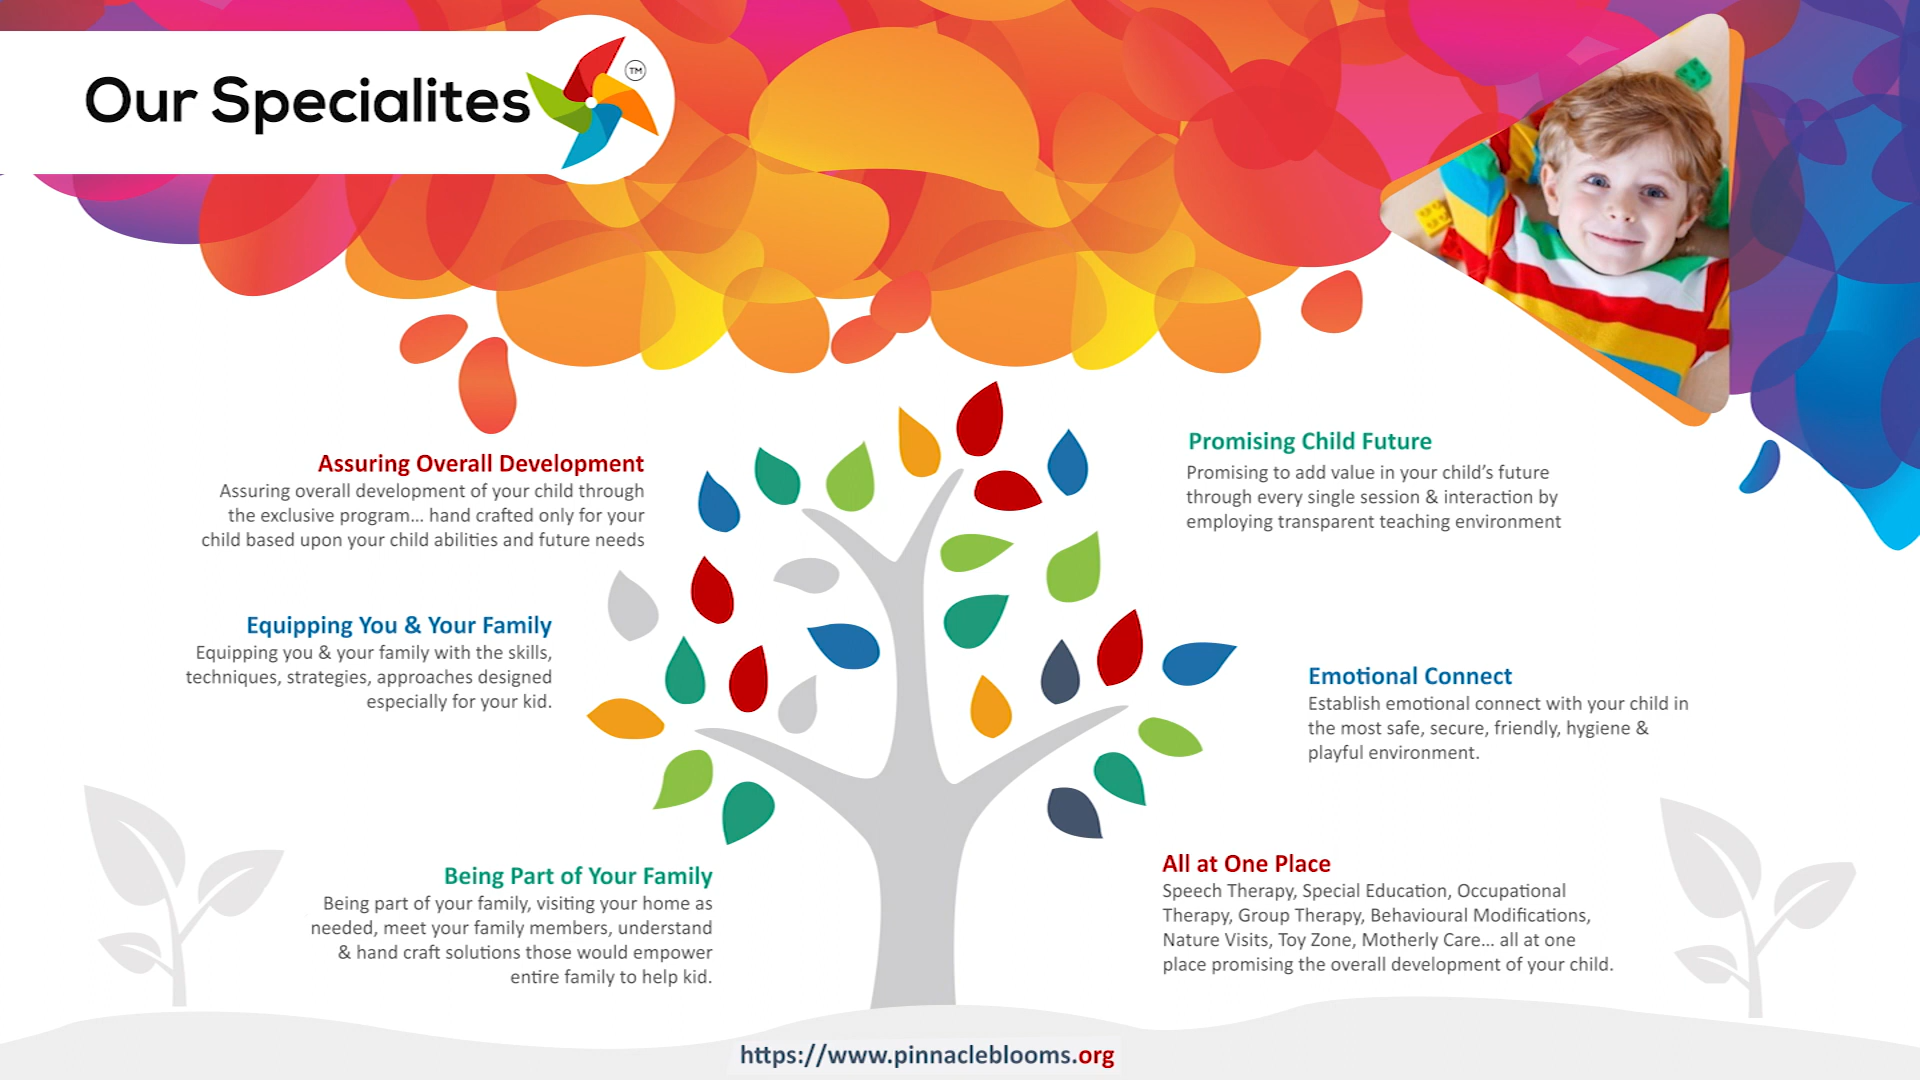 Our Specialites
TM
Assuring Overall Development
Assuring overall development of your child through
the exclusive program... hand crafted only for your
child based upon your child abilities and future needs
Equipping You & Your Family
Equipping you & your family with the skills,
techniques, strategies, approaches designed
especially for your kid.
Being Part of Your Family
Being part of your family, visiting your home as
needed, meet your family members, understand
& hand craft solutions those would empower
entire family to help kid.
Promising Child Future
Promising to add value in your child's future
through every single session & interaction by
employing transparent teaching environment
Emotional Connect
Establish emotional connect with your child in
the most safe, secure, friendly, hygiene &
playful environment.
All at One Place
Speech Therapy, Special Education, Occupational
Therapy, Group Therapy, Behavioural Modifications,
Nature Visits, Toy Zone, Motherly Care... all at one
place promising the overall development of your child.
https://www.pinnacleblooms.org